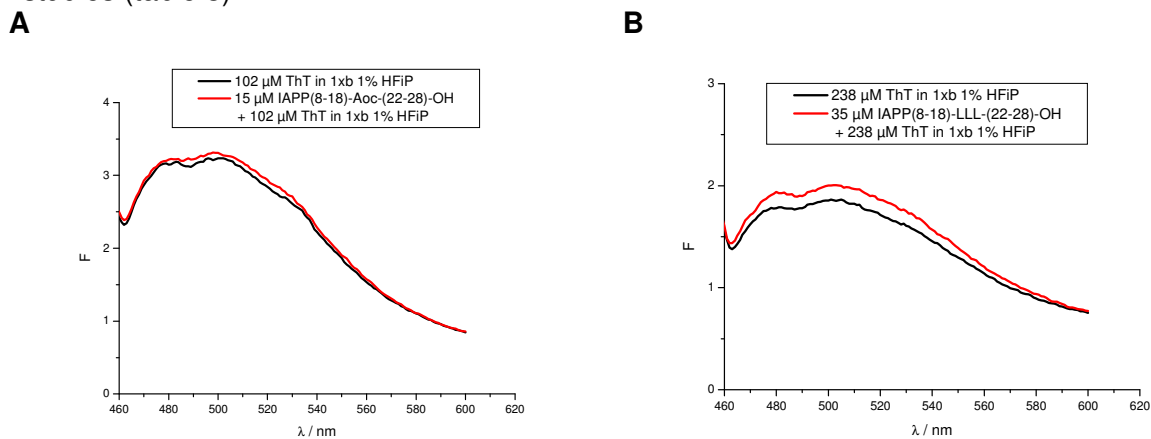 A
B
102 μM ThT in 1xb 1% HFiP
15 μM IAPP(8-18)-Aoc-(22-28)-OH
+ 102 μM ThT in 1xb 1% HFiP
4
3
2
1
0
F
460 480 500 520 540 560 580 600 620
λ / nm
238 μM ThT in 1xb 1% HFiP
35 μM IAPP(8-18)-LLL-(22-28)-OH
+ 238 μM ThT in 1xb 1% HFiP
3
2
1
0
F
460 480 500 520 540 560 580 600 620
λ / nm